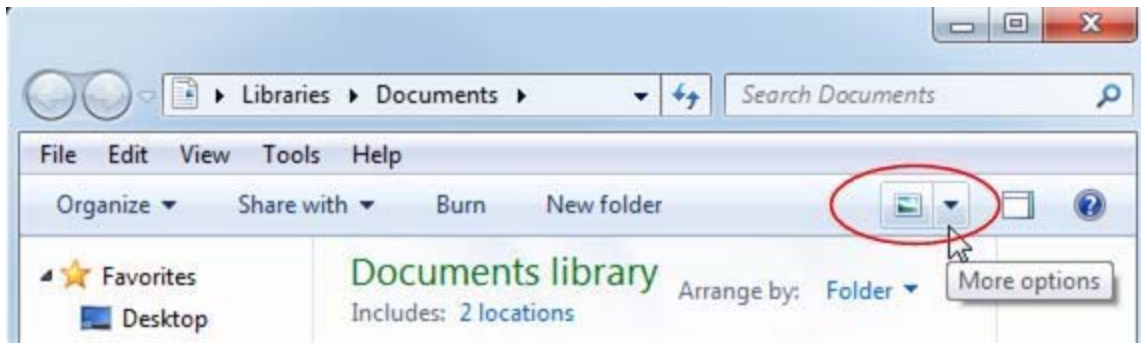 Libraries Documents Search Documents
File Edit View Tools Help
Organize Share with Burn New folder
Favorites
Desktop
Documents library
Includes: 2 locations
Arrange by: Folder
More options